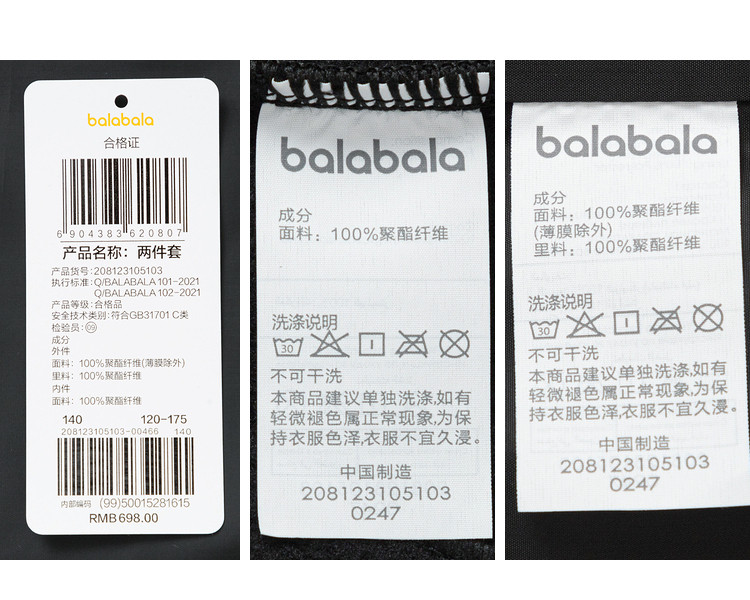 balabala
合格证
6 904383 620807
产品名称：两件套
产品货号:208123105103
执行标准:Q/BALABALA 101-2021
Q/BALABALA 102-2021
产品等级:合格品
安全技术类别:符合GB31701 C类
检验员: 09
成分
外件
面料：100%聚酯纤维(薄膜除外)
里料：100%聚酯纤维
内件
面料：100%聚酯纤维
140 120-175
208123105103-00466 140
内部编码 (99)50015281615
RMB 698.00
balabala
成分
面料：100%聚酯纤维
洗涤说明
30
不可干洗
本商品建议单独洗涤,如有
轻微褪色属正常现象,为保
持衣服色泽,衣服不宜久浸。
中国制造
208123105103
0247
balabala
成分
面料：100%聚酯纤维
(薄膜除外)
里料：100%聚酯纤维
洗涤说明
30
不可干洗
本商品建议单独洗涤,如有
轻微褪色属正常现象,为保
持衣服色泽,衣服不宜久浸。
中国制造
208123105103
0247